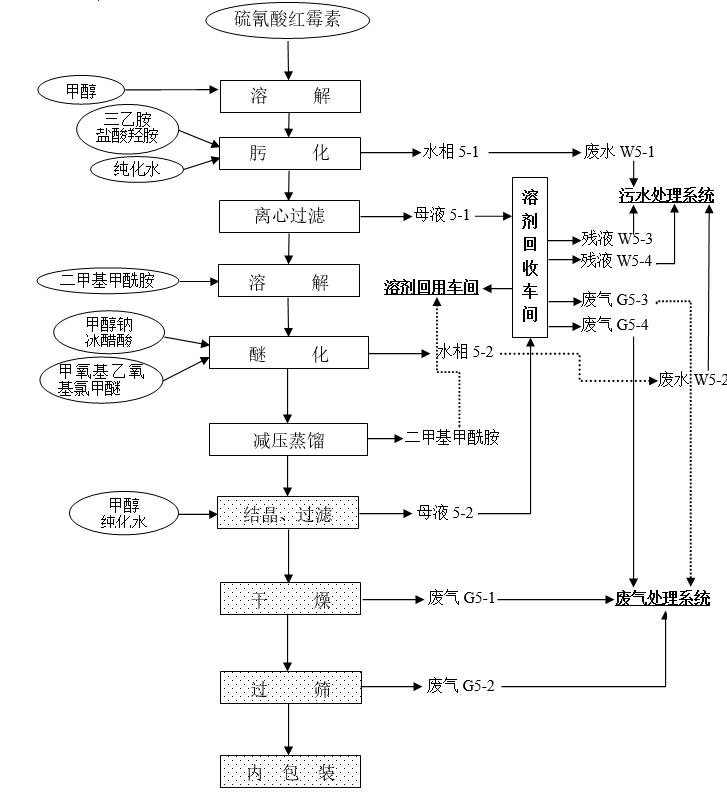 硫氰酸红霉素
甲醇
溶 解
三乙胺
盐酸羟胺
纯化水
肟 化
水相 5-1
废水 W5-1
污水处理系统
离心过滤
母液 5-1
溶剂回收车间
残液 W5-3
残液 W5-4
二甲基甲酰胺
溶 解
溶剂回用车间
废气 G5-3
废气 G5-4
甲醇钠
冰醋酸
甲氧基乙氧
基氯甲醚
醚 化
水相 5-2
废水 W5-2
减压蒸馏
二甲基甲酰胺
甲醇
纯化水
结晶、过滤
母液 5-2
干 燥
废气 G5-1
废气处理系统
过 筛
废气 G5-2
内 包 装